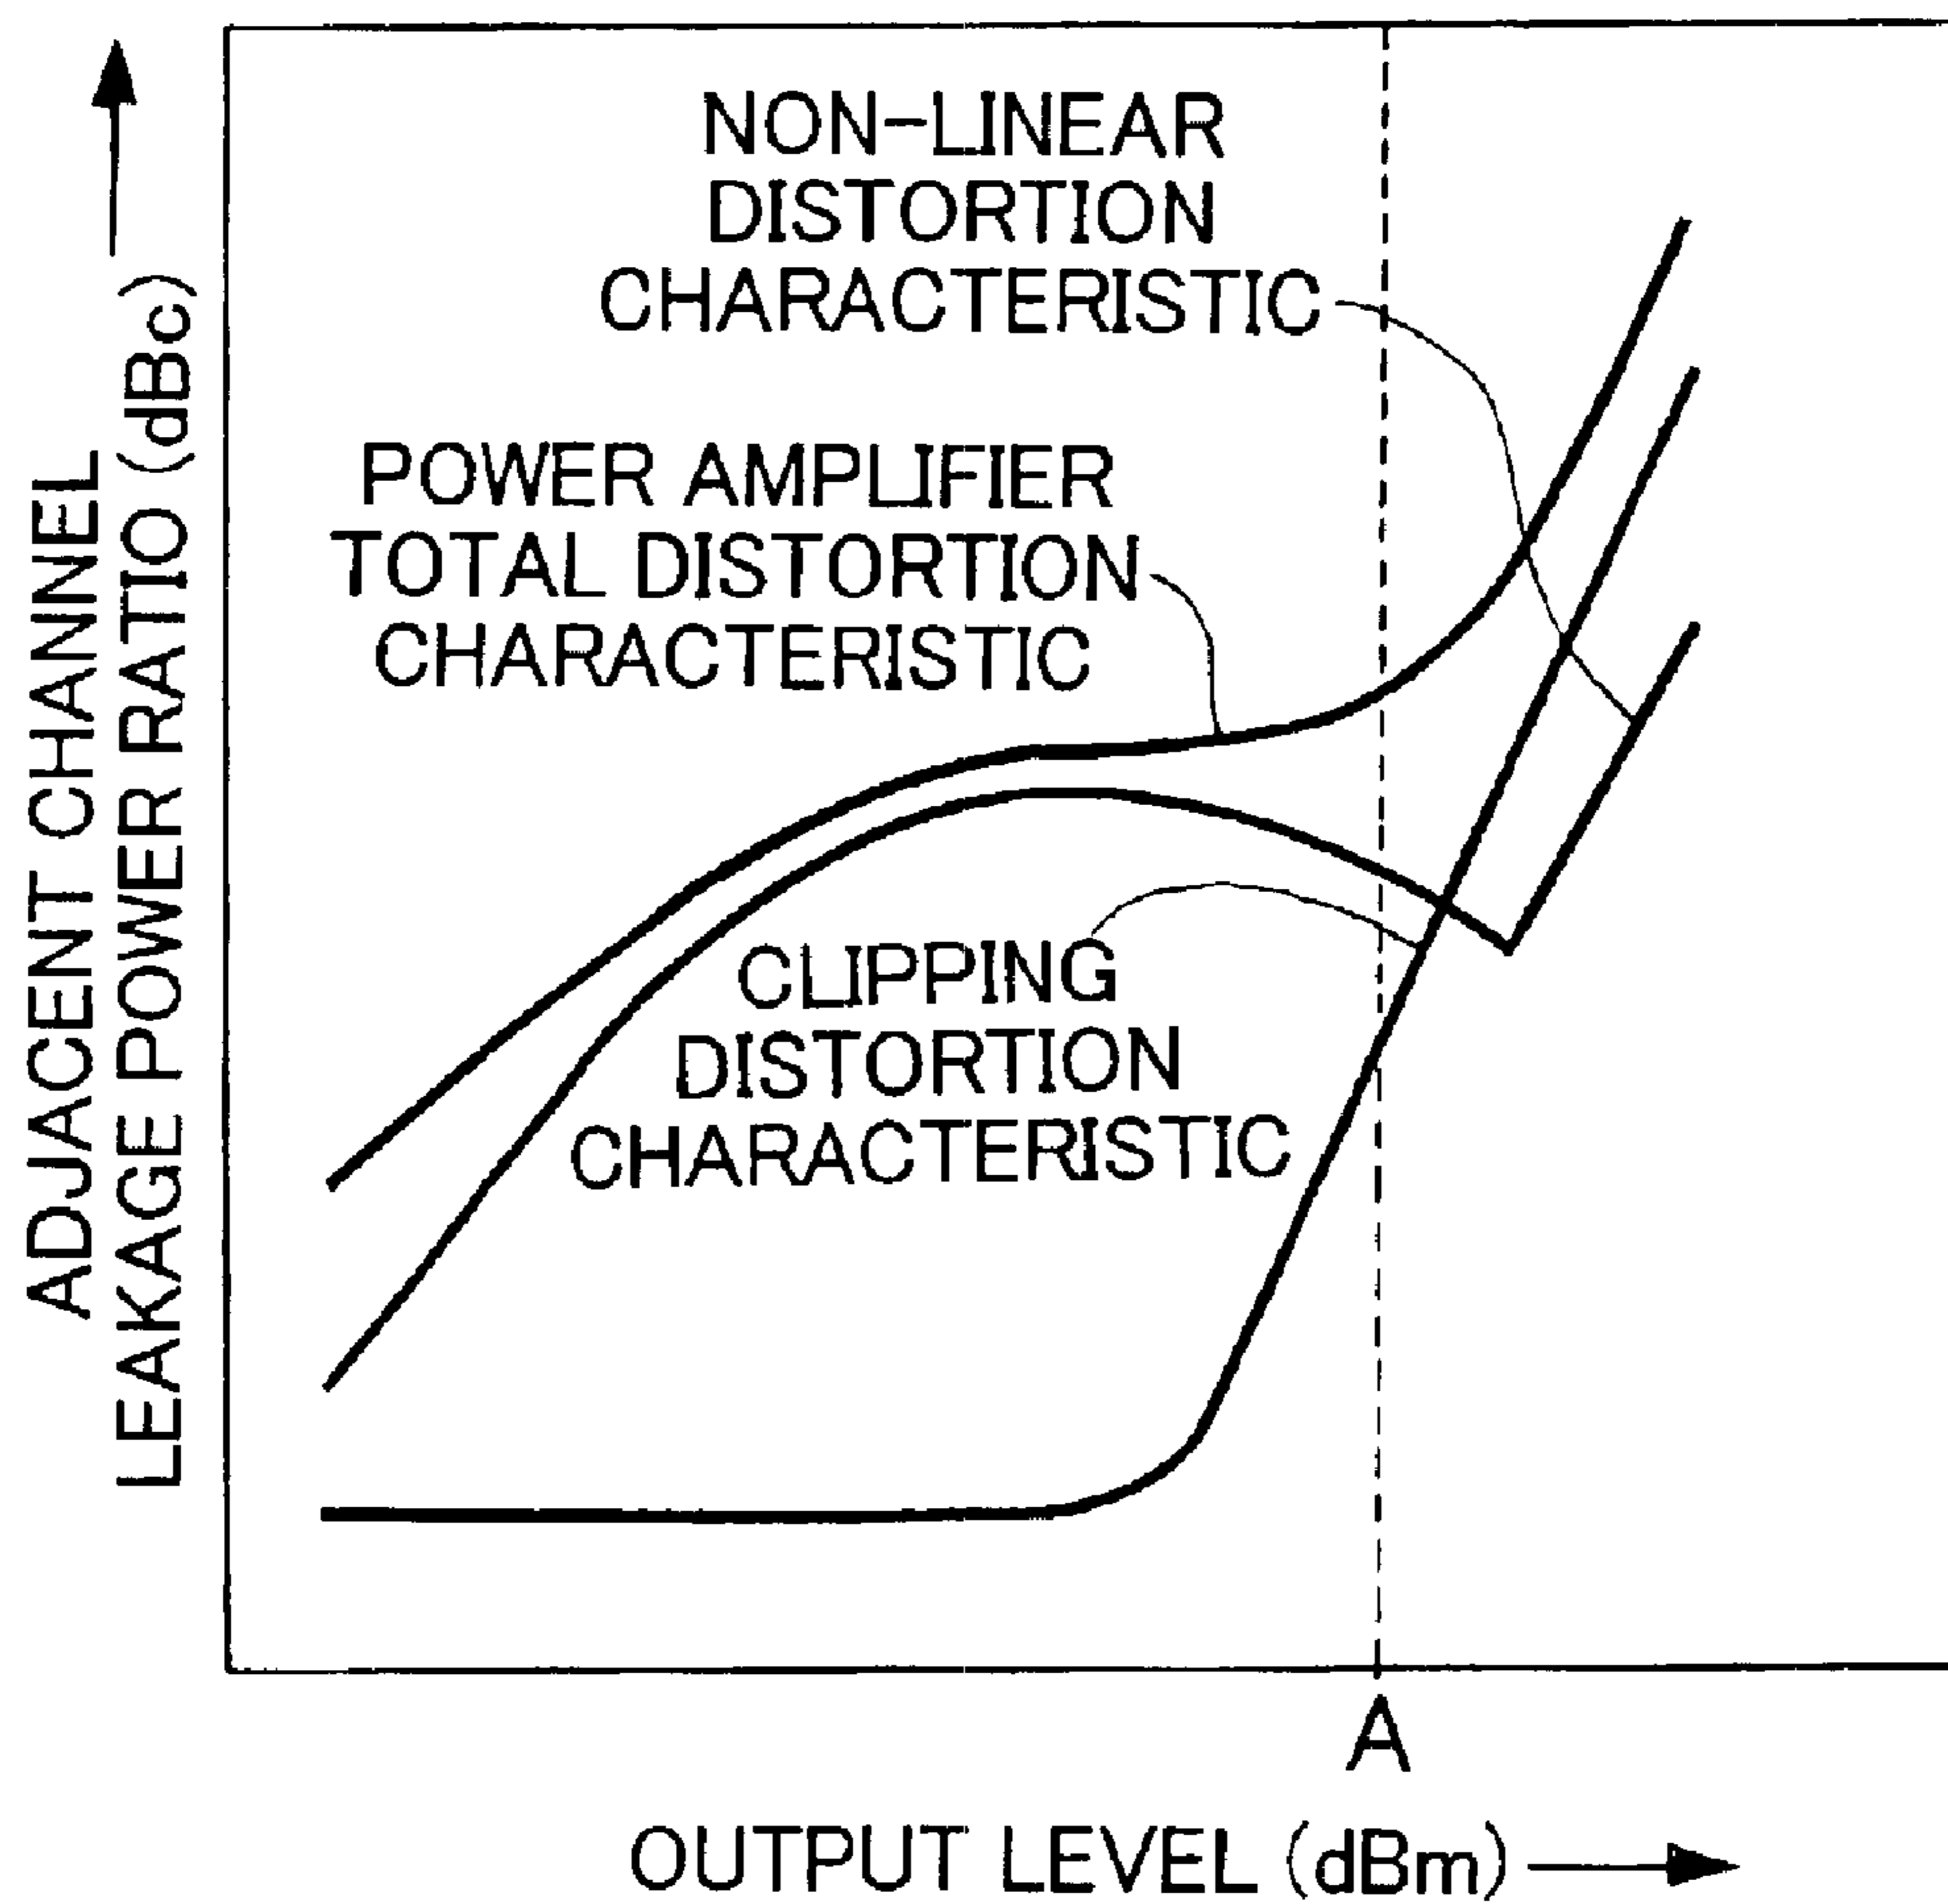 ADJACENT CHANNEL
LEAKAGE POWER RATIO (dBc)
NON-LINEAR
DISTORTION
CHARACTERISTIC
POWER AMPLIFIER
TOTAL DISTORTION
CHARACTERISTIC
CLIPPING
DISTORTION
CHARACTERISTIC
A
OUTPUT LEVEL (dBm)